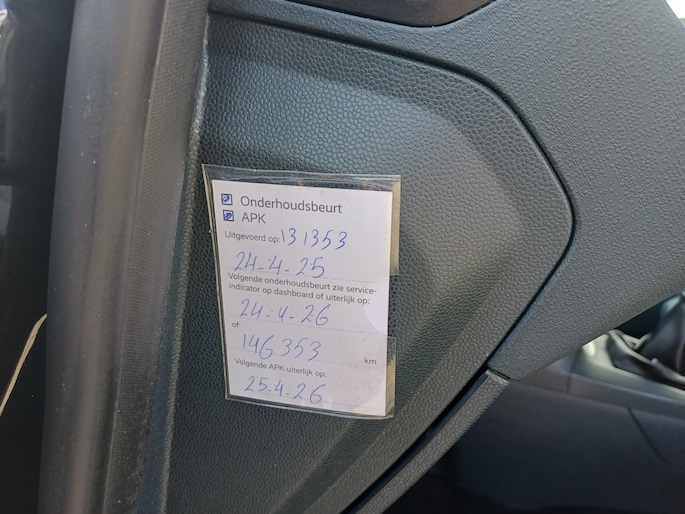 Onderhoudsbeurt
APK
Uitgevoerd op: 131353
24-4-25
Volgende onderhoudsbeurt zie service-
indicator op dashboard of uiterlijk op:
24-4-26
of:
146353 km
Volgende APK uiterlijk op:
25-4-26